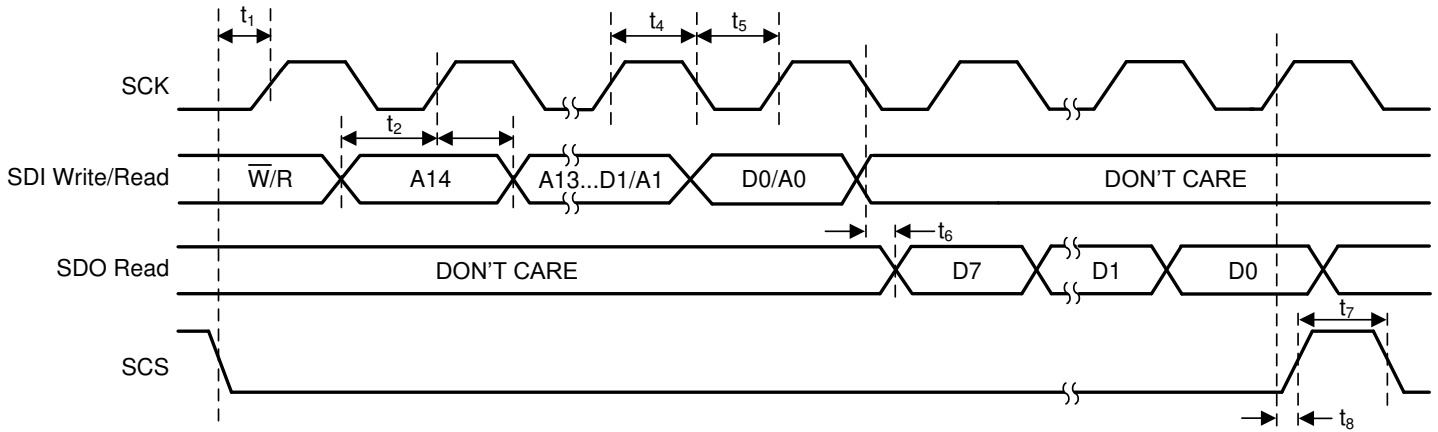 t₁ t₄ t₅
SCK
t₂
SDI Write/Read W̅/R A14 A13...D1/A1 D0/A0 DON'T CARE
t₆
SDO Read DON'T CARE D7 D1 D0
t₇
SCS
t₈